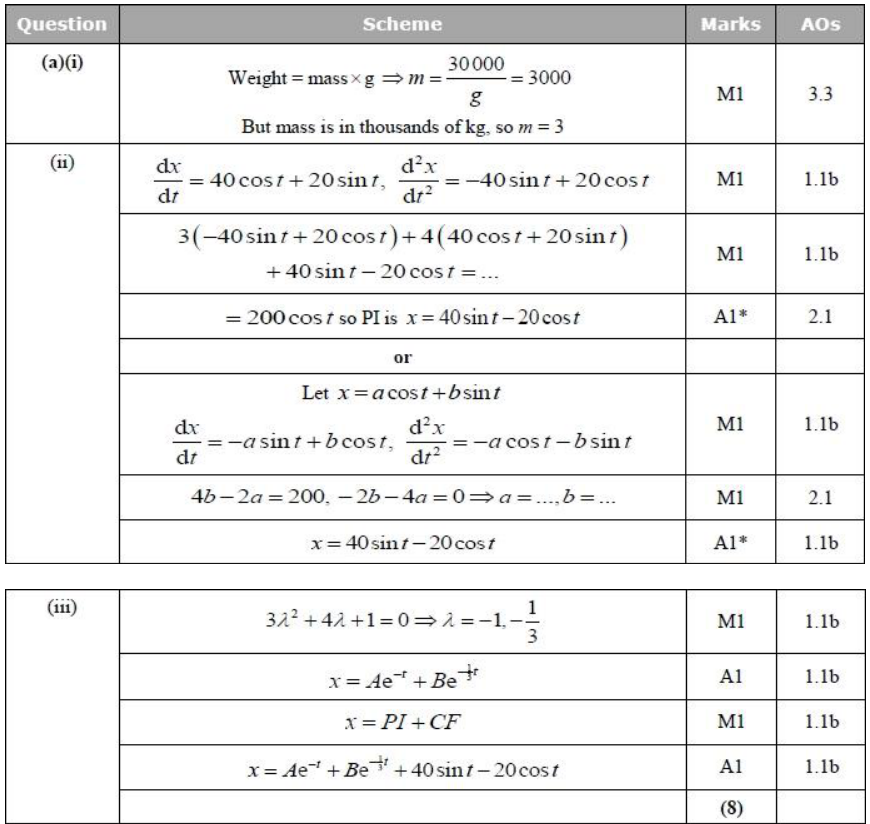 Question Scheme Marks AOs
(a)(i) Weight = mass × g ⇒ m = 30000/g = 3000 M1 3.3
But mass is in thousands of kg, so m = 3
(ii) dx/dt = 40 cos t + 20 sin t, d²x/dt² = −40 sin t + 20 cos t M1 1.1b
3(−40 sin t + 20 cos t) + 4(40 cos t + 20 sin t) M1 1.1b
+ 40 sin t − 20 cos t = ...
= 200 cos t so PI is x = 40 sin t − 20 cos t A1* 2.1
or
Let x = a cos t + b sin t
dx/dt = −a sin t + b cos t, d²x/dt² = −a cos t − b sin t M1 1.1b
4b − 2a = 200, −2b − 4a = 0 ⇒ a = ..., b = ... M1 2.1
x = 40 sin t − 20 cos t A1* 1.1b
(iii) 3λ² + 4λ + 1 = 0 ⇒ λ = −1, −1/3 M1 1.1b
x = Ae^(−t) + Be^(−1/3 t) A1 1.1b
x = PI + CF M1 1.1b
x = Ae^(−t) + Be^(−1/3 t) + 40 sin t − 20 cos t A1 1.1b
(8)